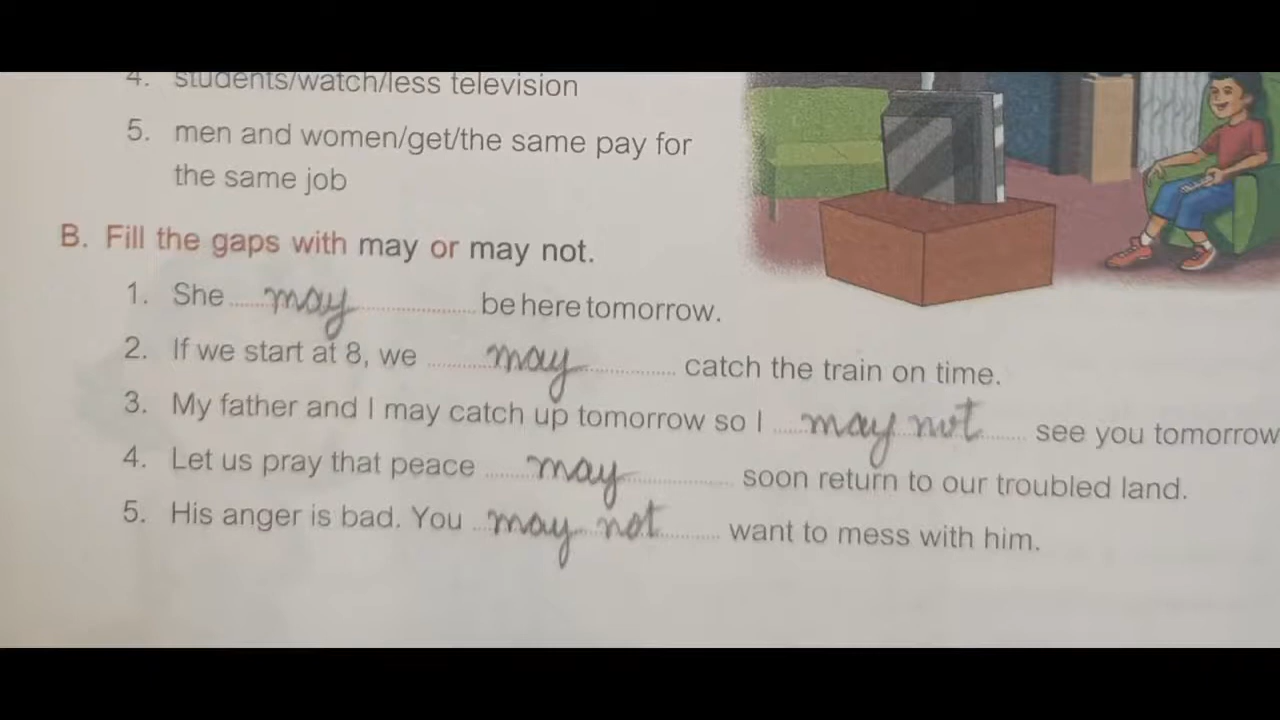 4. students/watch/less television
5. men and women/get/the same pay for
the same job
B. Fill the gaps with may or may not.
1. She ..... may ..... be here tomorrow.
2. If we start at 8, we ..... may ..... catch the train on time.
3. My father and I may catch up tomorrow so I ..... may not ..... see you tomorrow
4. Let us pray that peace ..... may ..... soon return to our troubled land.
5. His anger is bad. You ..... may not ..... want to mess with him.